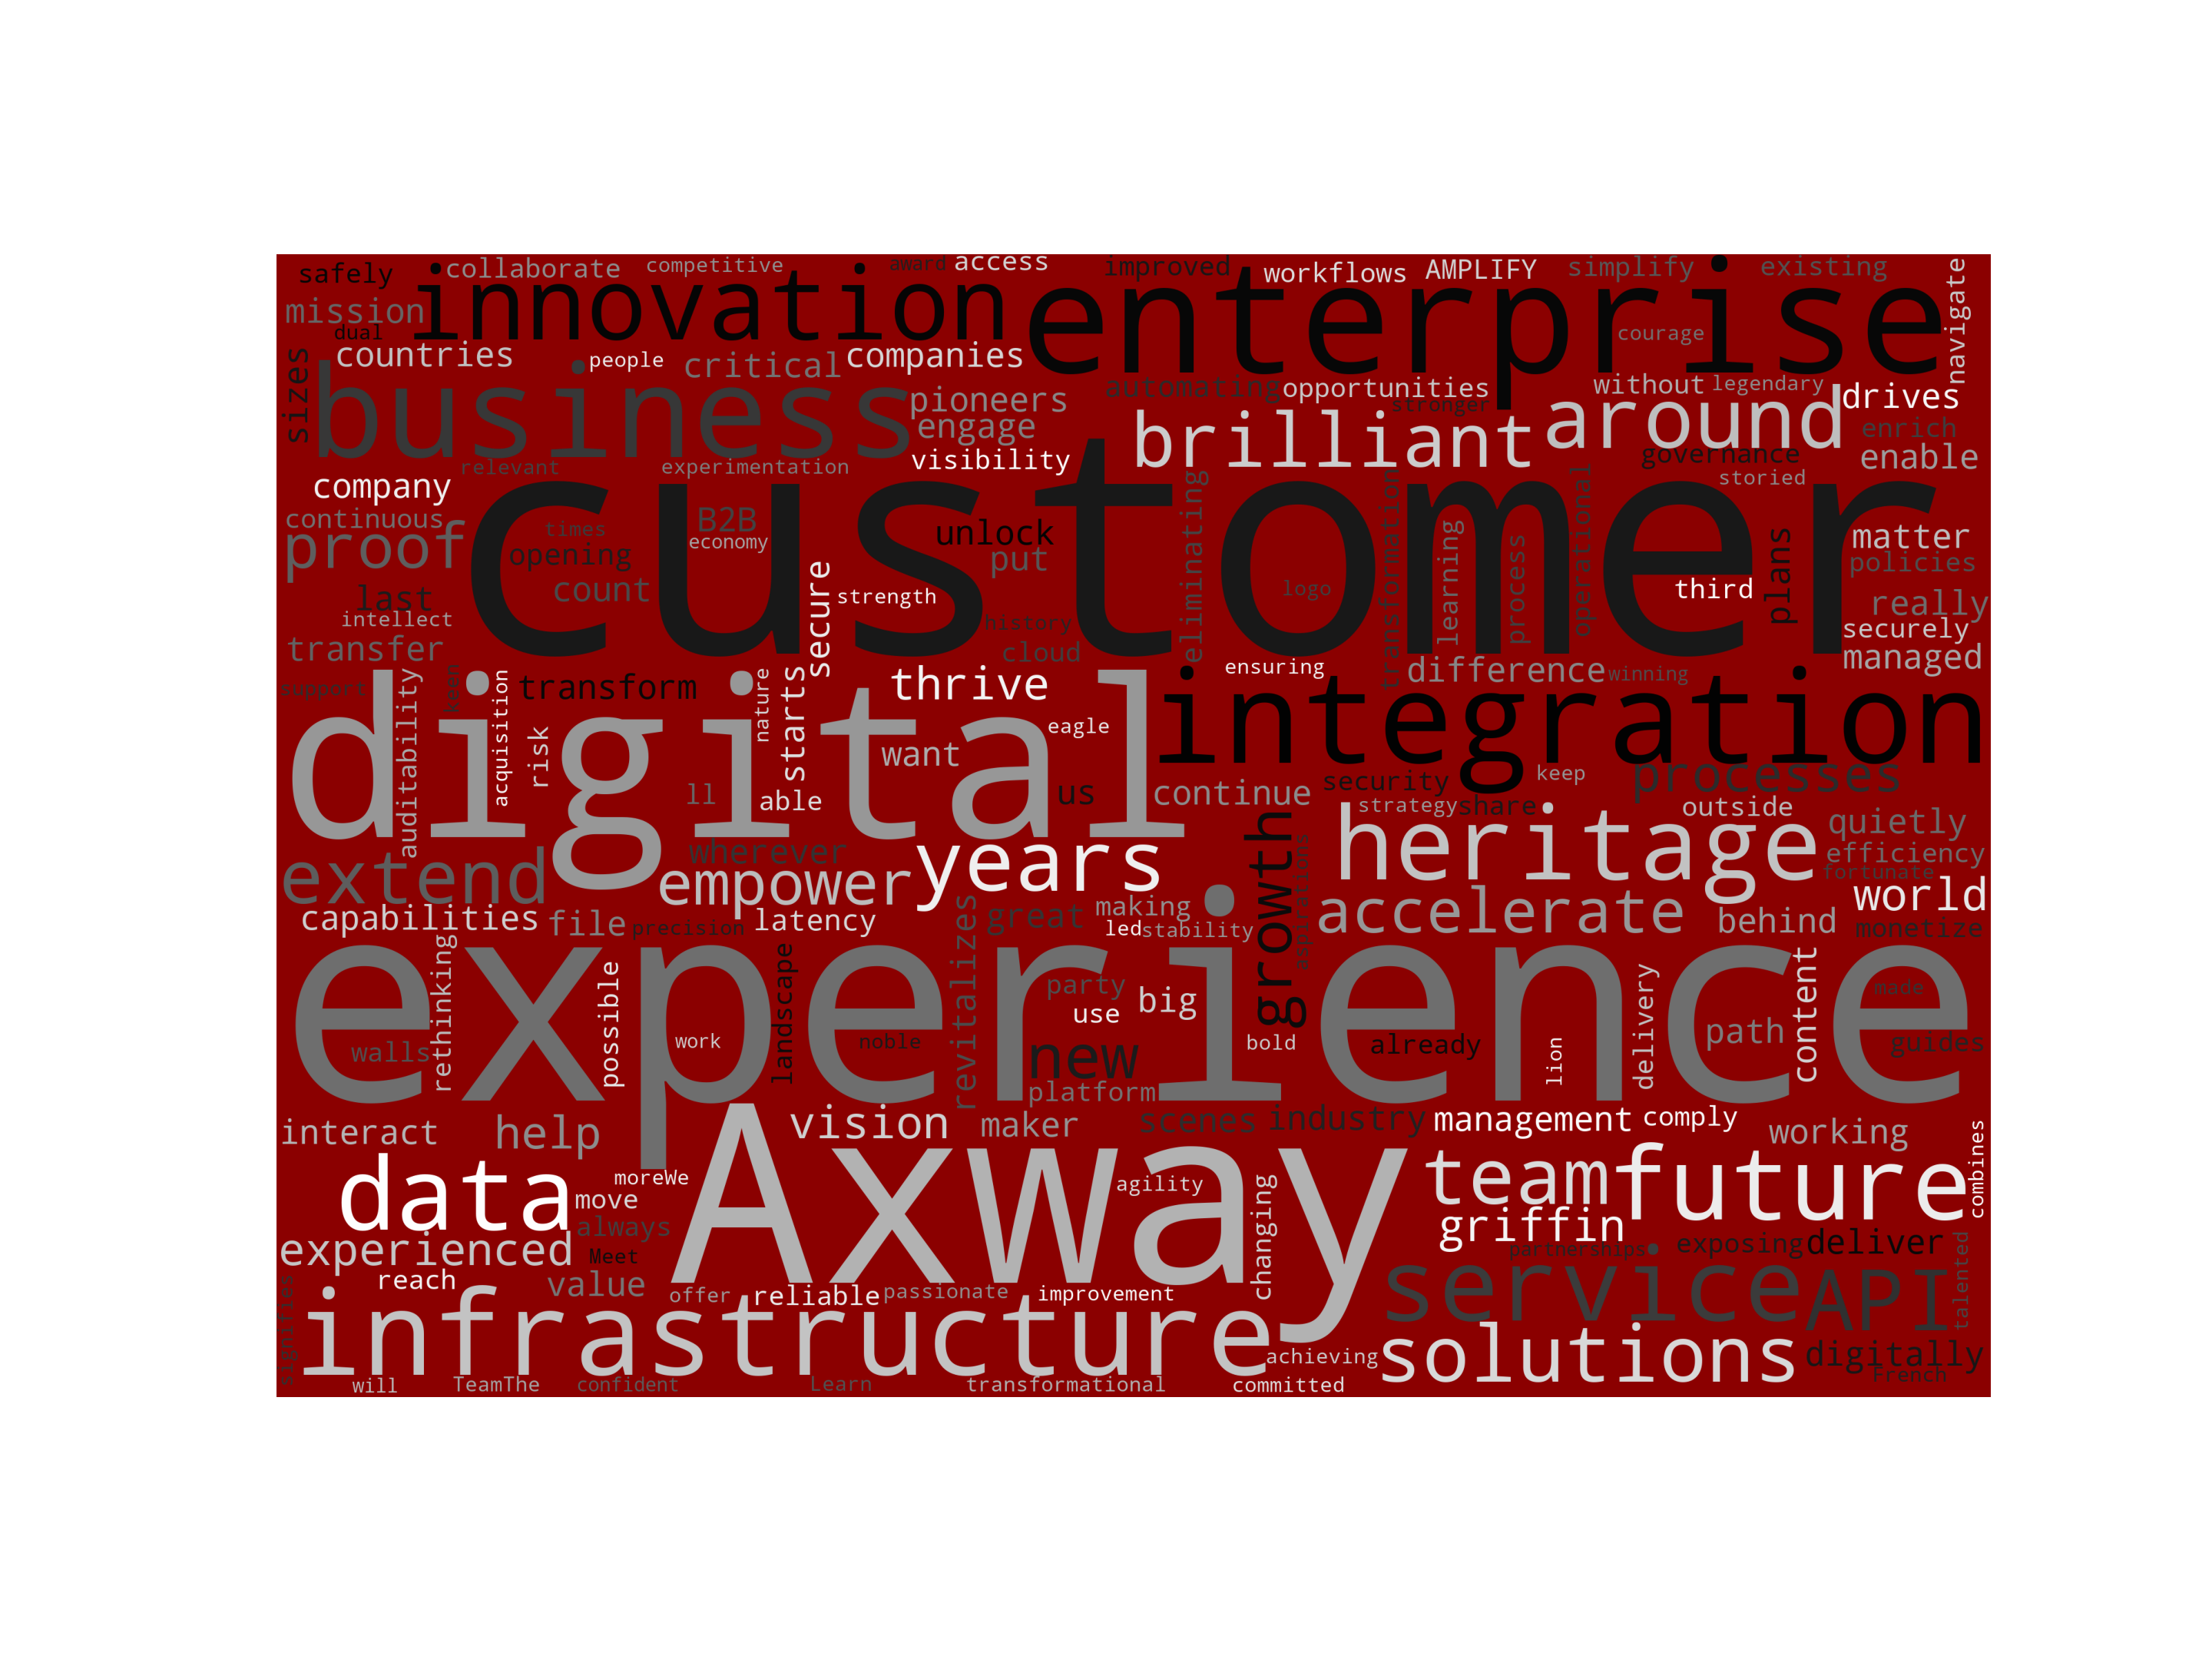 safely collaborate competitive award access improved workflows AMPLIFY simplify existing
mission dual innovation enterprise courage navigate
sizes countries people critical companies automating opportunities stronger without legendary drives
business pioneers engage brilliant around enrich
relevant experimentation visibility governance enable
company customer eliminating transformation operational storied
continuous times B2B unlock learning process plans matter
proof opening economy put policies
last count secure strength logo third really
intellect history securely
transfer cloud ensuring difference winning managed
support keen acquisition transform nature starts thrive integration
digital auditability risk eagle
want security keep processes
ll able us continue strategy share outside quietly
wherever years growth aspirations heritage efficiency
extend empower fortunate world
capabilities file precision latency revitalizes great making led stability accelerate behind monetize
experience rethinking possible landscape party big delivery content made
walls work noble use new bold already lion path guides
platform
interact help vision maker scenes industry management comply working combines
data moreWe Axway agility changing team future
move griffin
experienced always Meet partnerships exposing deliver talented
reach value service API
signifies offer reliable passionate improvement
infrastructure achieving solutions digitally
will TeamThe confident Learn transformational committed French